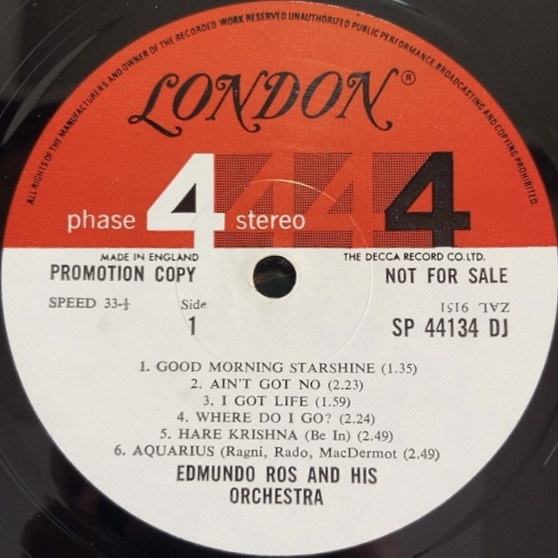 ALL RIGHTS OF THE MANUFACTURERS AND OWNER OF THE RECORDED WORK RESERVED UNAUTHORIZED PUBLIC PERFORMANCE, BROADCASTING AND COPYING PROHIBITED.
LONDON®
phase 4 stereo 4 4 4
MADE IN ENGLAND
THE DECCA RECORD CO. LTD.
PROMOTION COPY
NOT FOR SALE
SPEED 33-⅓
Side
1
ZAL 9151
SP 44134 DJ
1. GOOD MORNING STARSHINE (1.35)
2. AIN'T GOT NO (2.23)
3. I GOT LIFE (1.59)
4. WHERE DO I GO? (2.24)
5. HARE KRISHNA (Be In) (2.49)
6. AQUARIUS (Ragni, Rado, MacDermot (2.49)
EDMUNDO ROS AND HIS
ORCHESTRA